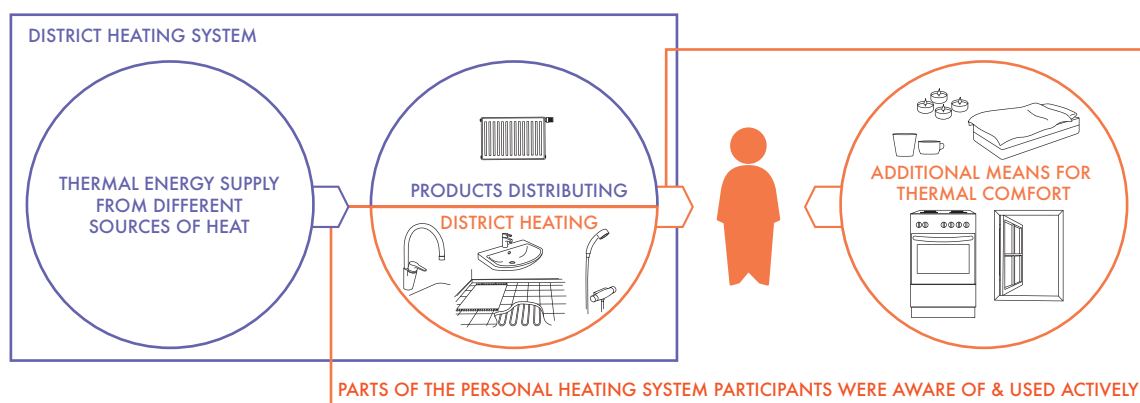 DISTRICT HEATING SYSTEM
THERMAL ENERGY SUPPLY
FROM DIFFERENT
SOURCES OF HEAT
PRODUCTS DISTRIBUTING
DISTRICT HEATING
ADDITIONAL MEANS FOR
THERMAL COMFORT
PARTS OF THE PERSONAL HEATING SYSTEM PARTICIPANTS WERE AWARE OF & USED ACTIVELY